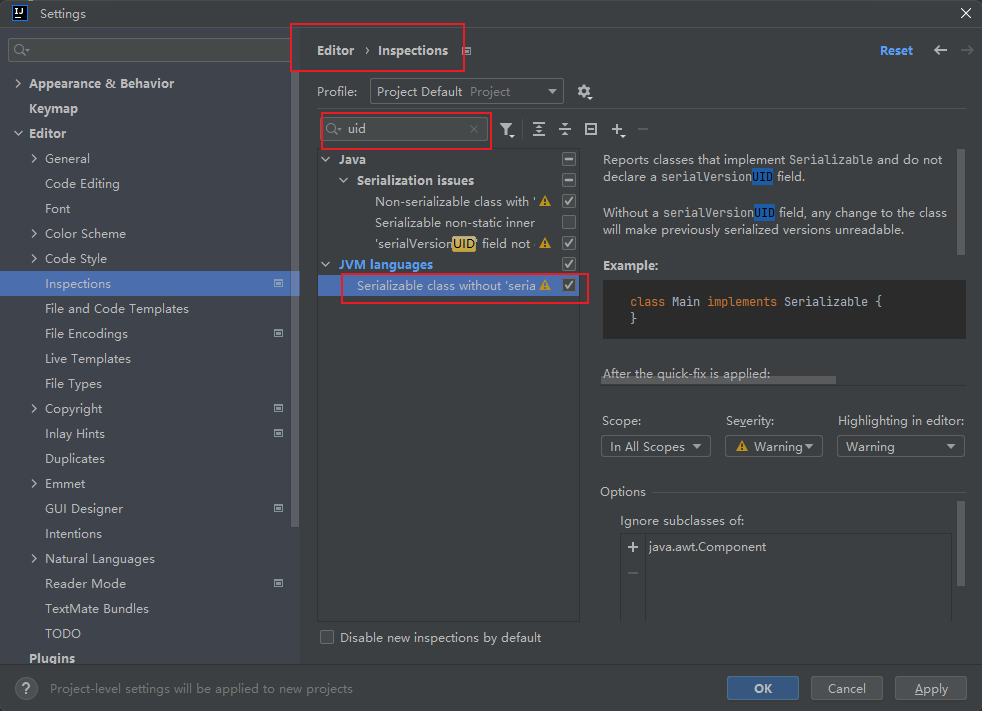 IJ
Settings
Editor › Inspections
Reset
Appearance & Behavior
Keymap
Editor
General
Code Editing
Font
Color Scheme
Code Style
Inspections
File and Code Templates
File Encodings
Live Templates
File Types
Copyright
Inlay Hints
Duplicates
Emmet
GUI Designer
Intentions
Natural Languages
Reader Mode
TextMate Bundles
TODO
Plugins
Profile: Project Default Project
uid
Java
Serialization issues
Non-serializable class with '
Serializable non-static inner
'serialVersionUID' field not
JVM languages
Serializable class without 'seria
Disable new inspections by default
Reports classes that implement Serializable and do not
declare a serialVersionUID field.
Without a serialVersionUID field, any change to the class
will make previously serialized versions unreadable.
Example:
class Main implements Serializable {
}
After the quick-fix is applied:
Scope: Severity: Highlighting in editor:
In All Scopes Warning Warning
Options
Ignore subclasses of:
+ java.awt.Component
? Project-level settings will be applied to new projects
OK Cancel Apply